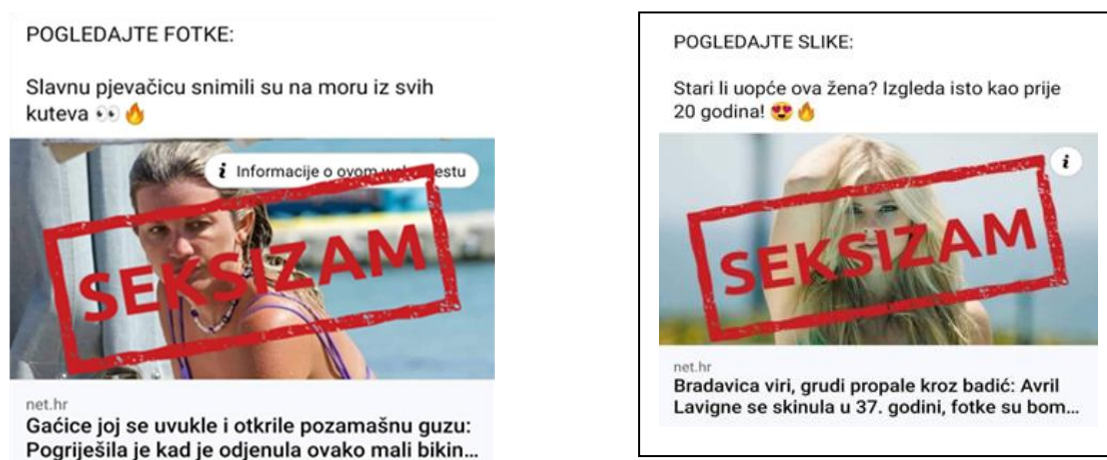 POGLEDAJTE FOTKE:
Slavnu pjevačicu snimili su na moru iz svih
kuteva 👀🔥
i Informacije o ovom web-mjestu
SEKSIZAM
net.hr
Gaćice joj se uvukle i otkrile pozamašnu guzu:
Pogriješila je kad je odjenula ovako mali bikin...
POGLEDAJTE SLIKE:
Stari li uopće ova žena? Izgleda isto kao prije
20 godina! 😍🔥
i
SEKSIZAM
net.hr
Bradavica viri, grudi propale kroz badić: Avril
Lavigne se skinula u 37. godini, fotke su bom...